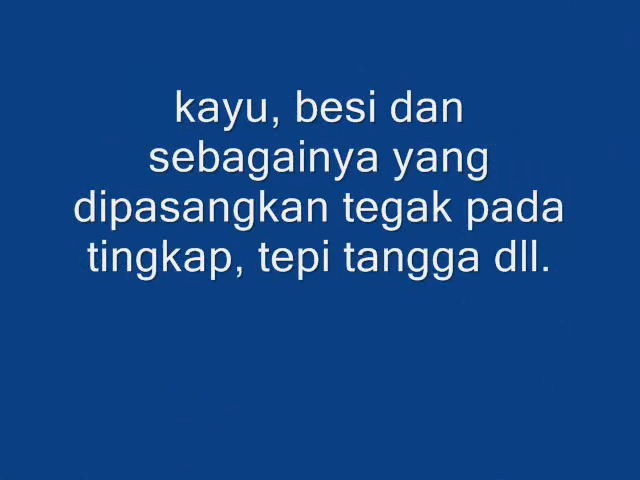 kayu, besi dan
sebagainya yang
dipasangkan tegak pada
tingkap, tepi tangga dll.